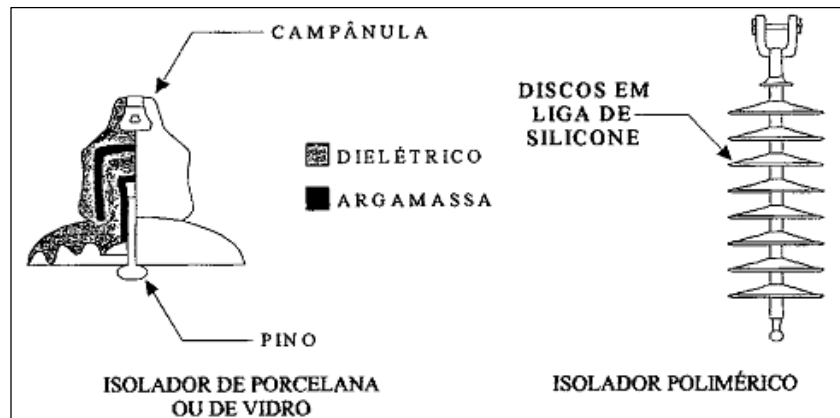 CAMPÂNULA
DIELÉTRICO
ARGAMASSA
PINO
ISOLADOR DE PORCELANA
OU DE VIDRO
DISCOS EM
LIGA DE
SILICONE
ISOLADOR POLIMÉRICO